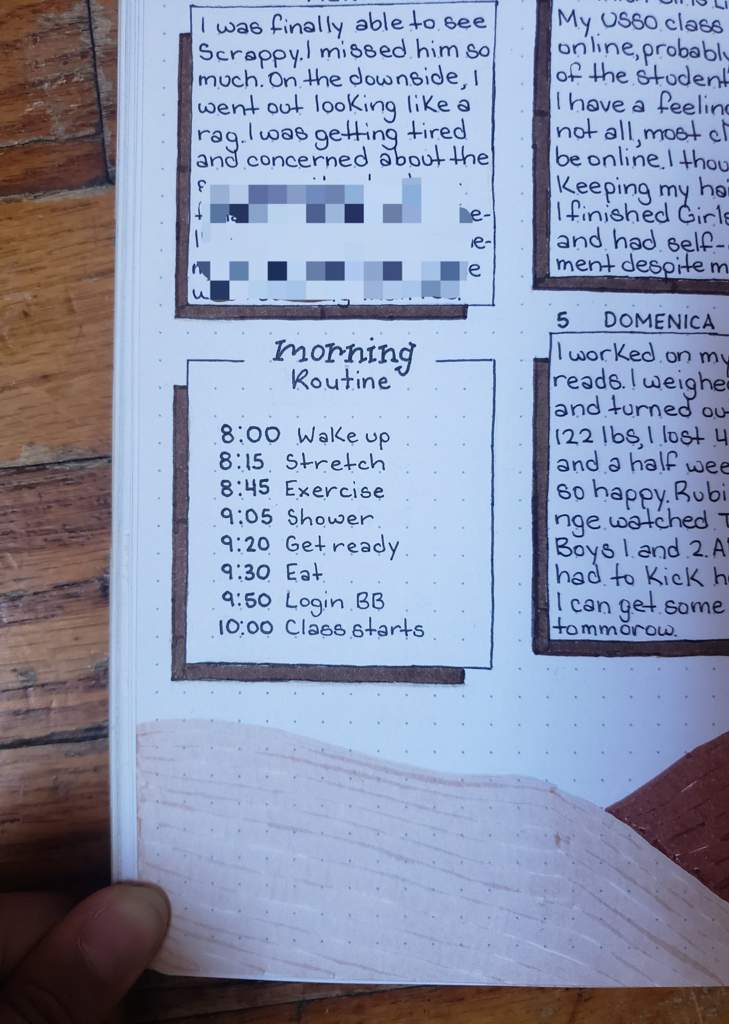 I was finally able to see
Scrappy. I missed him so
much. On the downside, I
went out looking like a
rag. I was getting tired
and concerned about the
e-
e-
e
morning
Routine
8:00 Wake up
8:15 Stretch
8:45 Exercise
9:05 Shower
9:20 Get ready
9:30 Eat
9:50 Login BB
10:00 Class starts
My USSO class
online, probably
of the student
I have a feeling
not all, most cl
be online. I thou
Keeping my ha
I finished Girls
and had self-
ment despite m
5 DOMENICA
I worked on my
reads. I weighe
and turned ou
122 lbs, I lost 4
and a half wee
so happy. Rubi
nge watched T
Boys 1 and 2. A
had to kick h
I can get some
tommorow.